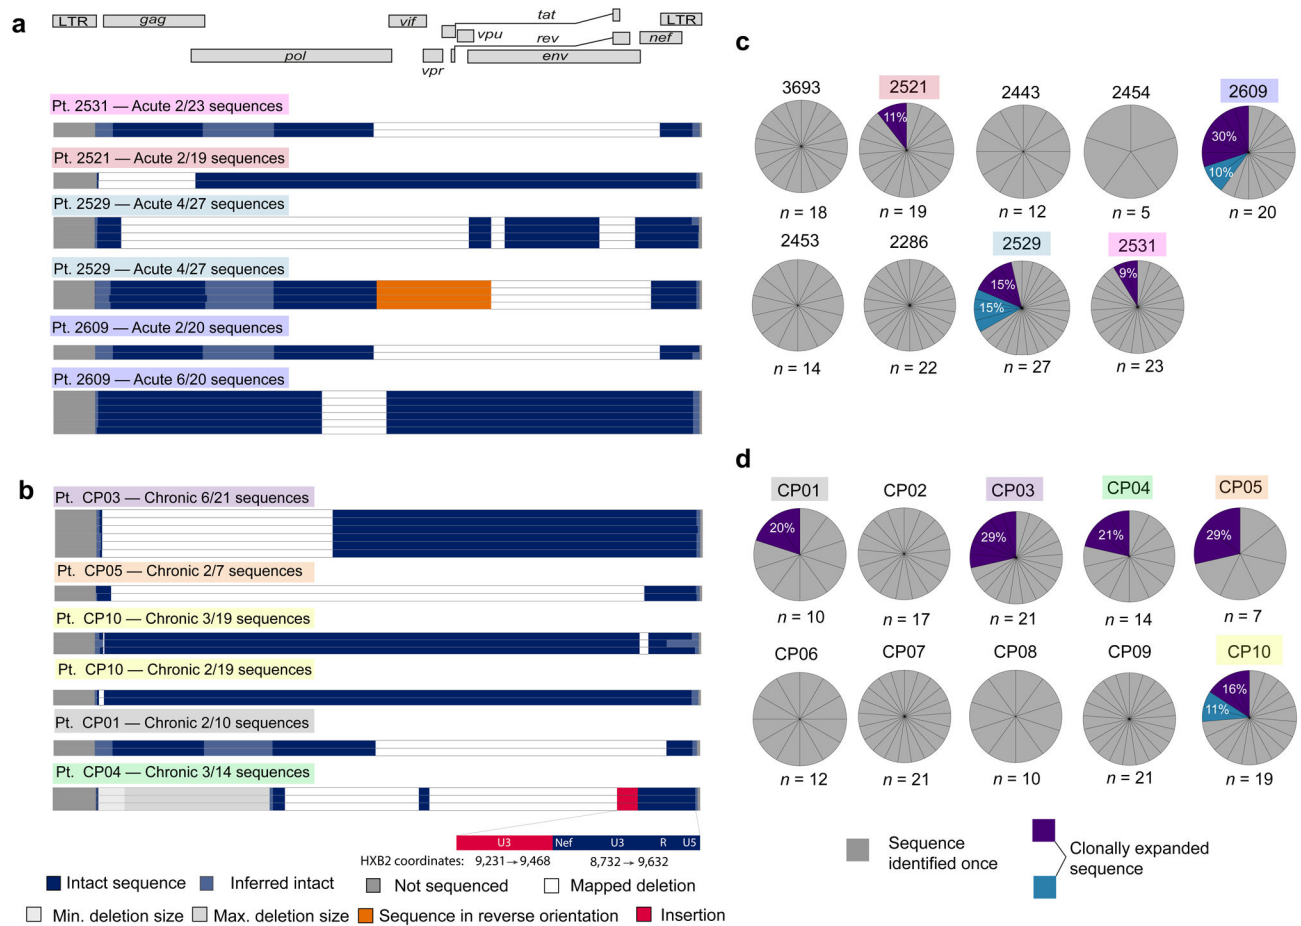 a
LTR
gag
pol
vif
vpr
vpu
tat
rev
env
nef
LTR
Pt. 2531 — Acute 2/23 sequences
Pt. 2521 — Acute 2/19 sequences
Pt. 2529 — Acute 4/27 sequences
Pt. 2529 — Acute 4/27 sequences
Pt. 2609 — Acute 2/20 sequences
Pt. 2609 — Acute 6/20 sequences
b
Pt. CP03 — Chronic 6/21 sequences
Pt. CP05 — Chronic 2/7 sequences
Pt. CP10 — Chronic 3/19 sequences
Pt. CP10 — Chronic 2/19 sequences
Pt. CP01 — Chronic 2/10 sequences
Pt. CP04 — Chronic 3/14 sequences
U3 Nef U3 R U5
HXB2 coordinates: 9,231→9,468 8,732→9,632
Intact sequence
Inferred intact
Not sequenced
Mapped deletion
Min. deletion size
Max. deletion size
Sequence in reverse orientation
Insertion
c
3693 2521 2443 2454 2609
11%
30%
10%
n = 18 n = 19 n = 12 n = 5 n = 20
2453 2286 2529 2531
15%
15%
9%
n = 14 n = 22 n = 27 n = 23
d
CP01 CP02 CP03 CP04 CP05
20%
29%
21%
29%
n = 10 n = 17 n = 21 n = 14 n = 7
CP06 CP07 CP08 CP09 CP10
16%
11%
n = 12 n = 21 n = 10 n = 21 n = 19
Sequence
identified once
Clonally expanded
sequence